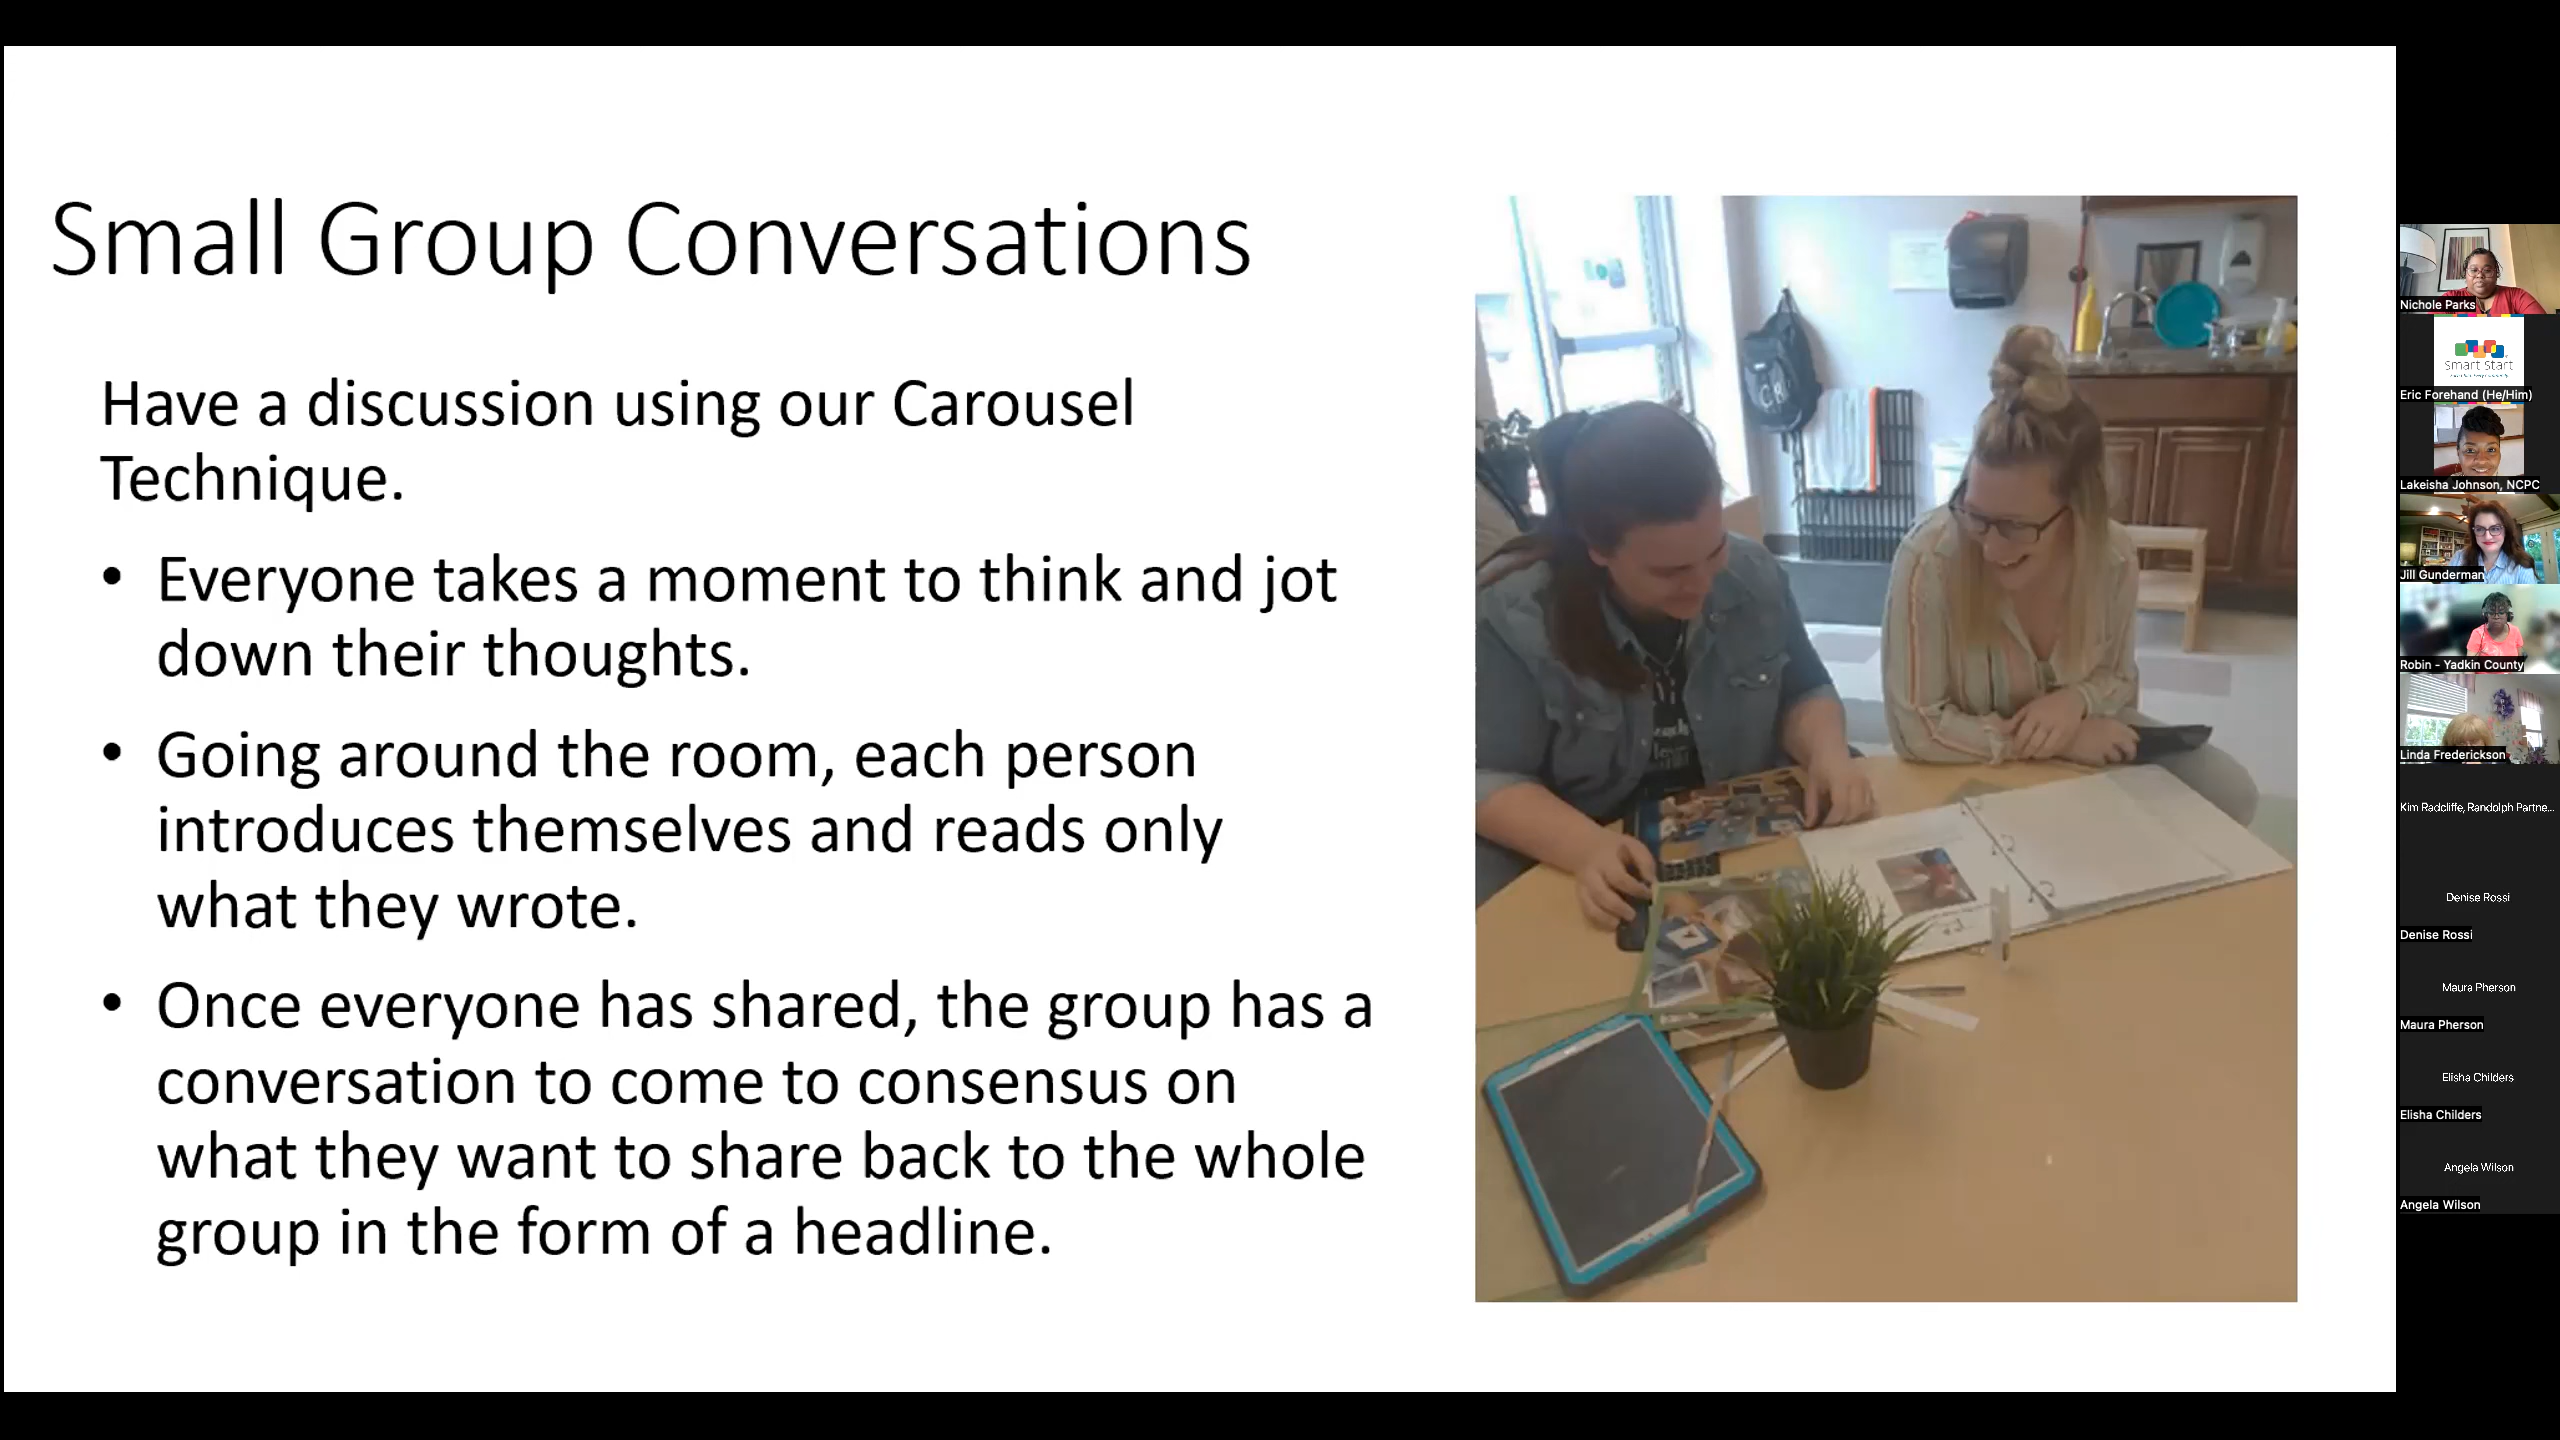 Small Group Conversations
Have a discussion using our Carousel
Technique.
• Everyone takes a moment to think and jot
down their thoughts.
• Going around the room, each person
introduces themselves and reads only
what they wrote.
• Once everyone has shared, the group has a
conversation to come to consensus on
what they want to share back to the whole
group in the form of a headline.
Nichole Parks
Smart Start
Eric Forehand (He/Him)
Lakeisha Johnson, NCPC
Jill Gunderman
Robin - Yadkin County
Linda Frederickson
Kim Radcliffe, Randolph Partne...
Denise Rossi
Denise Rossi
Maura Pherson
Maura Pherson
Elisha Childers
Elisha Childers
Angela Wilson
Angela Wilson